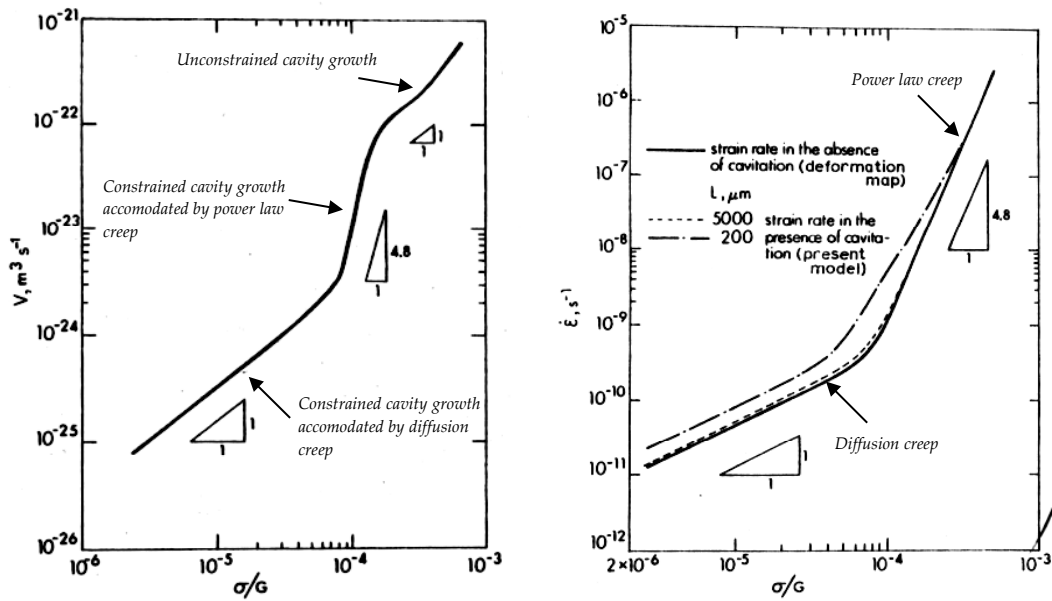 10⁻²¹
Unconstrained cavity growth
10⁻²²
1
1
Constrained cavity growth
accomodated by power law
creep
10⁻²³
4.8
1
V, m³ s⁻¹
10⁻²⁴
1
1
Constrained cavity growth
accomodated by diffusion
creep
10⁻²⁵
10⁻²⁶
10⁻⁶
10⁻⁵
10⁻⁴
10⁻³
σ/G
10⁻⁵
Power law creep
10⁻⁶
strain rate in the absence
of cavitation (deformation
map)
10⁻⁷
L, μm
5000 strain rate in the
200 presence of cavita-
tion (present
model)
4.8
1
10⁻⁸
ε̇, s⁻¹
10⁻⁹
10⁻¹⁰
Diffusion creep
1
1
10⁻¹¹
10⁻¹²
2×10⁻⁶
10⁻⁵
10⁻⁴
10⁻³
σ/G